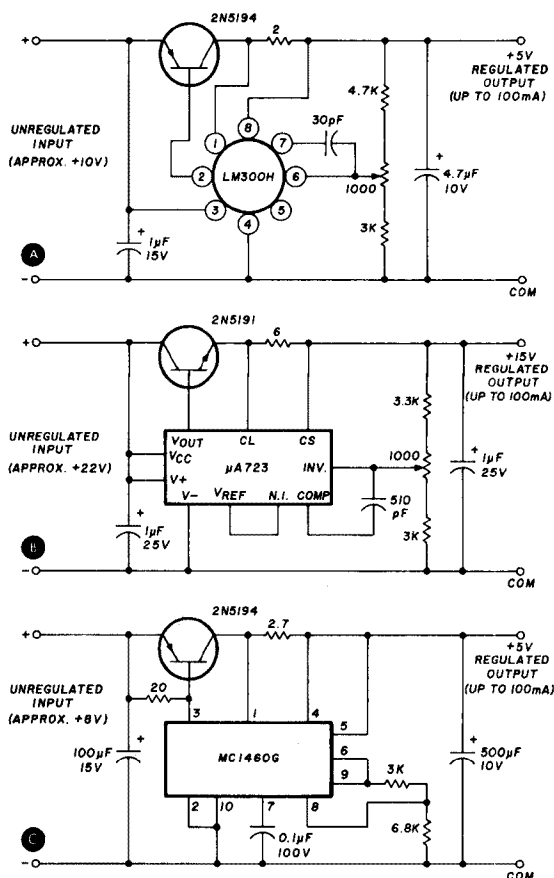 2N5194
+
2
+
+5V
REGULATED
OUTPUT
(UP TO 100mA)
4.7K
30pF
UNREGULATED
INPUT
(APPROX. +10V)
1
8
7
2
LM300H
6
1000
+
4.7µF
10V
3
4
5
3K
+
1µF
15V
A
-
COM
2N5191
+
6
+15V
REGULATED
OUTPUT
(UP TO 100mA)
3.3K
UNREGULATED
INPUT
(APPROX. +22V)
VOUT
CL
CS
VCC
µA723
INV.
1000
+
1µF
25V
V+
V-
VREF
N.I.
COMP
510
pF
3K
+
1µF
25V
B
-
COM
2N5194
+
2.7
+5V
REGULATED
OUTPUT
(UP TO 100mA)
UNREGULATED
INPUT
(APPROX. +8V)
20
3
1
4
5
+
100µF
15V
MC1460G
6
9
3K
+
500µF
10V
2
10
7
8
6.8K
0.1µF
100V
C
-
COM